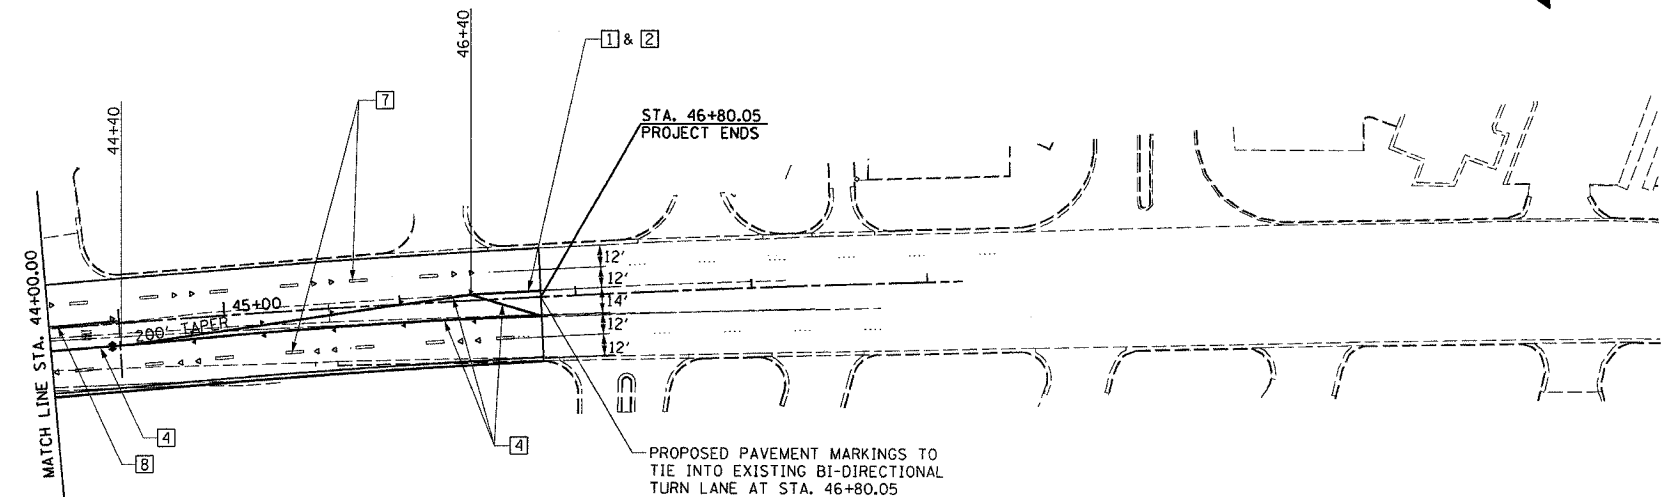 46+40
1 & 2
7
44+40
STA. 46+80.05
PROJECT ENDS
MATCH LINE STA. 44+00.00
12'
12'
14'
12'
12'
45+00
200' TAPER
4
8
4
PROPOSED PAVEMENT MARKINGS TO
TIE INTO EXISTING BI-DIRECTIONAL
TURN LANE AT STA. 46+80.05